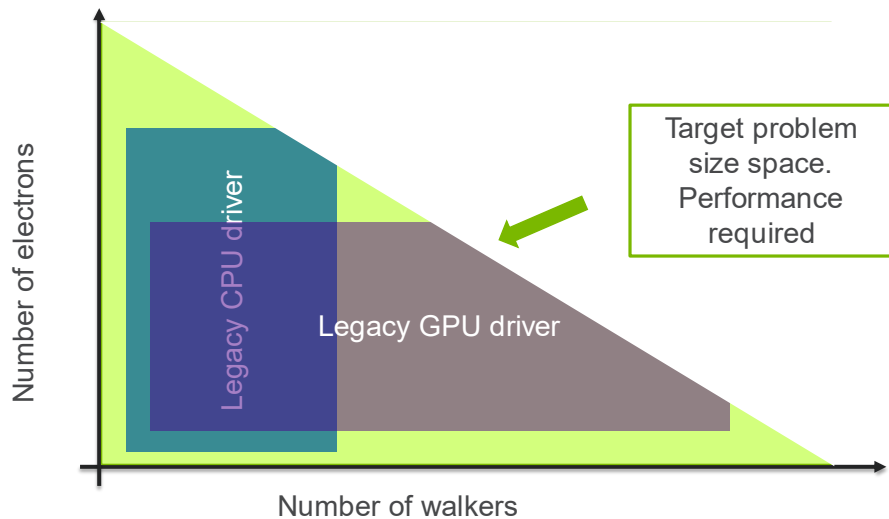 Number of electrons
Legacy CPU driver
Legacy GPU driver
Target problem
size space.
Performance
required
Number of walkers